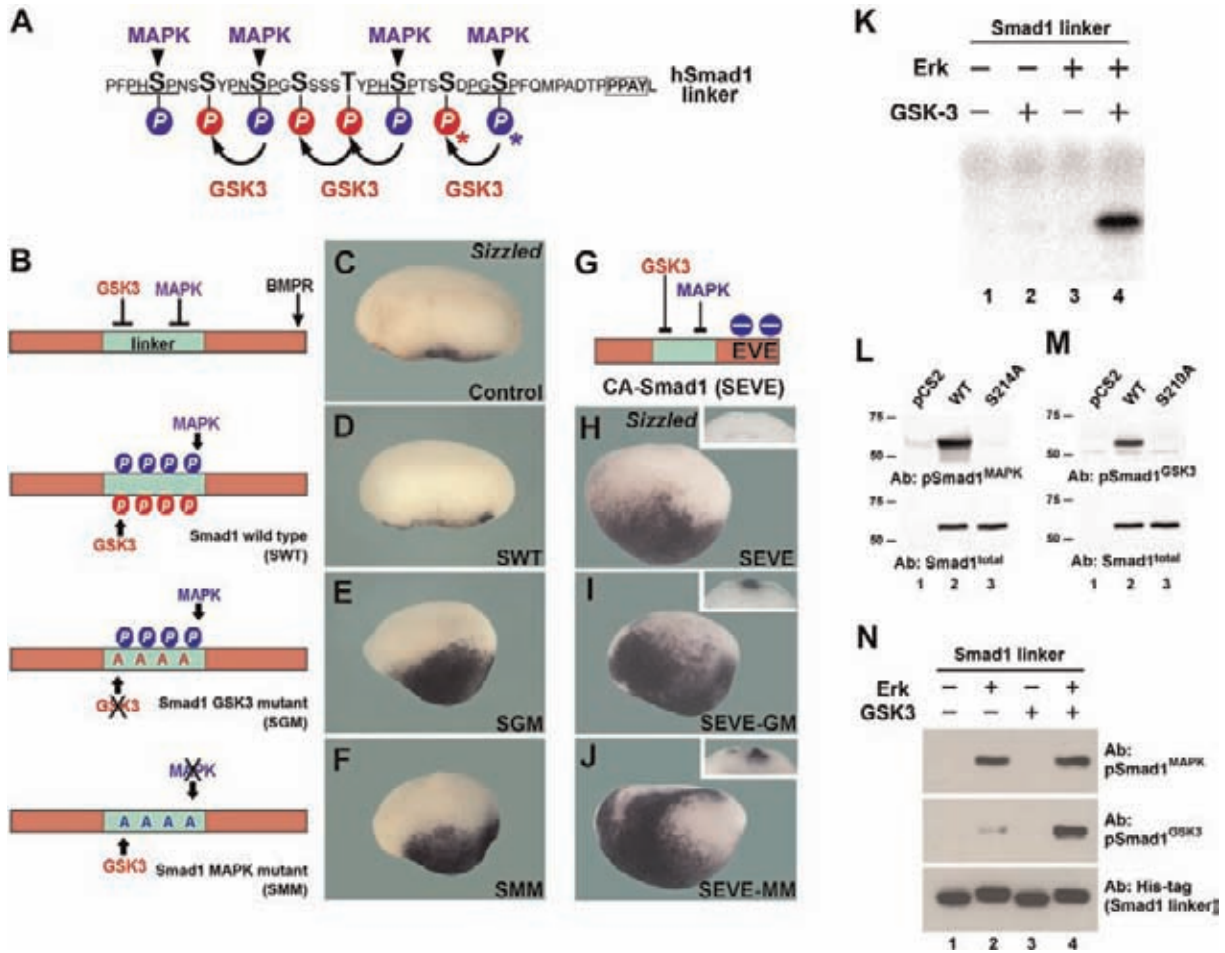 A
MAPK MAPK MAPK MAPK
PFPHSPNSSYPNSPGSSSSTYPHSPTSSDPGSPFQMPADTPPPAYL
hSmad1
linker
P P P P P P* P*
GSK3 GSK3 GSK3
B
GSK3 MAPK BMPR
linker
MAPK
P P P P
P P P P
GSK3
Smad1 wild type
(SWT)
MAPK
P P P P
A A A A
GSK3
Smad1 GSK3 mutant
(SGM)
MAPK
A A A A
GSK3
Smad1 MAPK mutant
(SMM)
C
Sizzled
Control
D
SWT
E
SGM
F
SMM
G
GSK3
MAPK
EVE
CA-Smad1 (SEVE)
H
Sizzled
SEVE
I
SEVE-GM
J
SEVE-MM
K
Smad1 linker
Erk − − + +
GSK-3 − + − +
1 2 3 4
L
pCS2 WT S214A
75 –
50 –
Ab: pSmad1MAPK
75 –
50 –
Ab: Smad1total
1 2 3
M
pCS2 WT S210A
75 –
50 –
Ab: pSmad1GSK3
75 –
50 –
Ab: Smad1total
1 2 3
N
Smad1 linker
Erk − + − +
GSK3 − − + +
Ab:
pSmad1MAPK
Ab:
pSmad1GSK3
Ab: His-tag
(Smad1 linker)
1 2 3 4